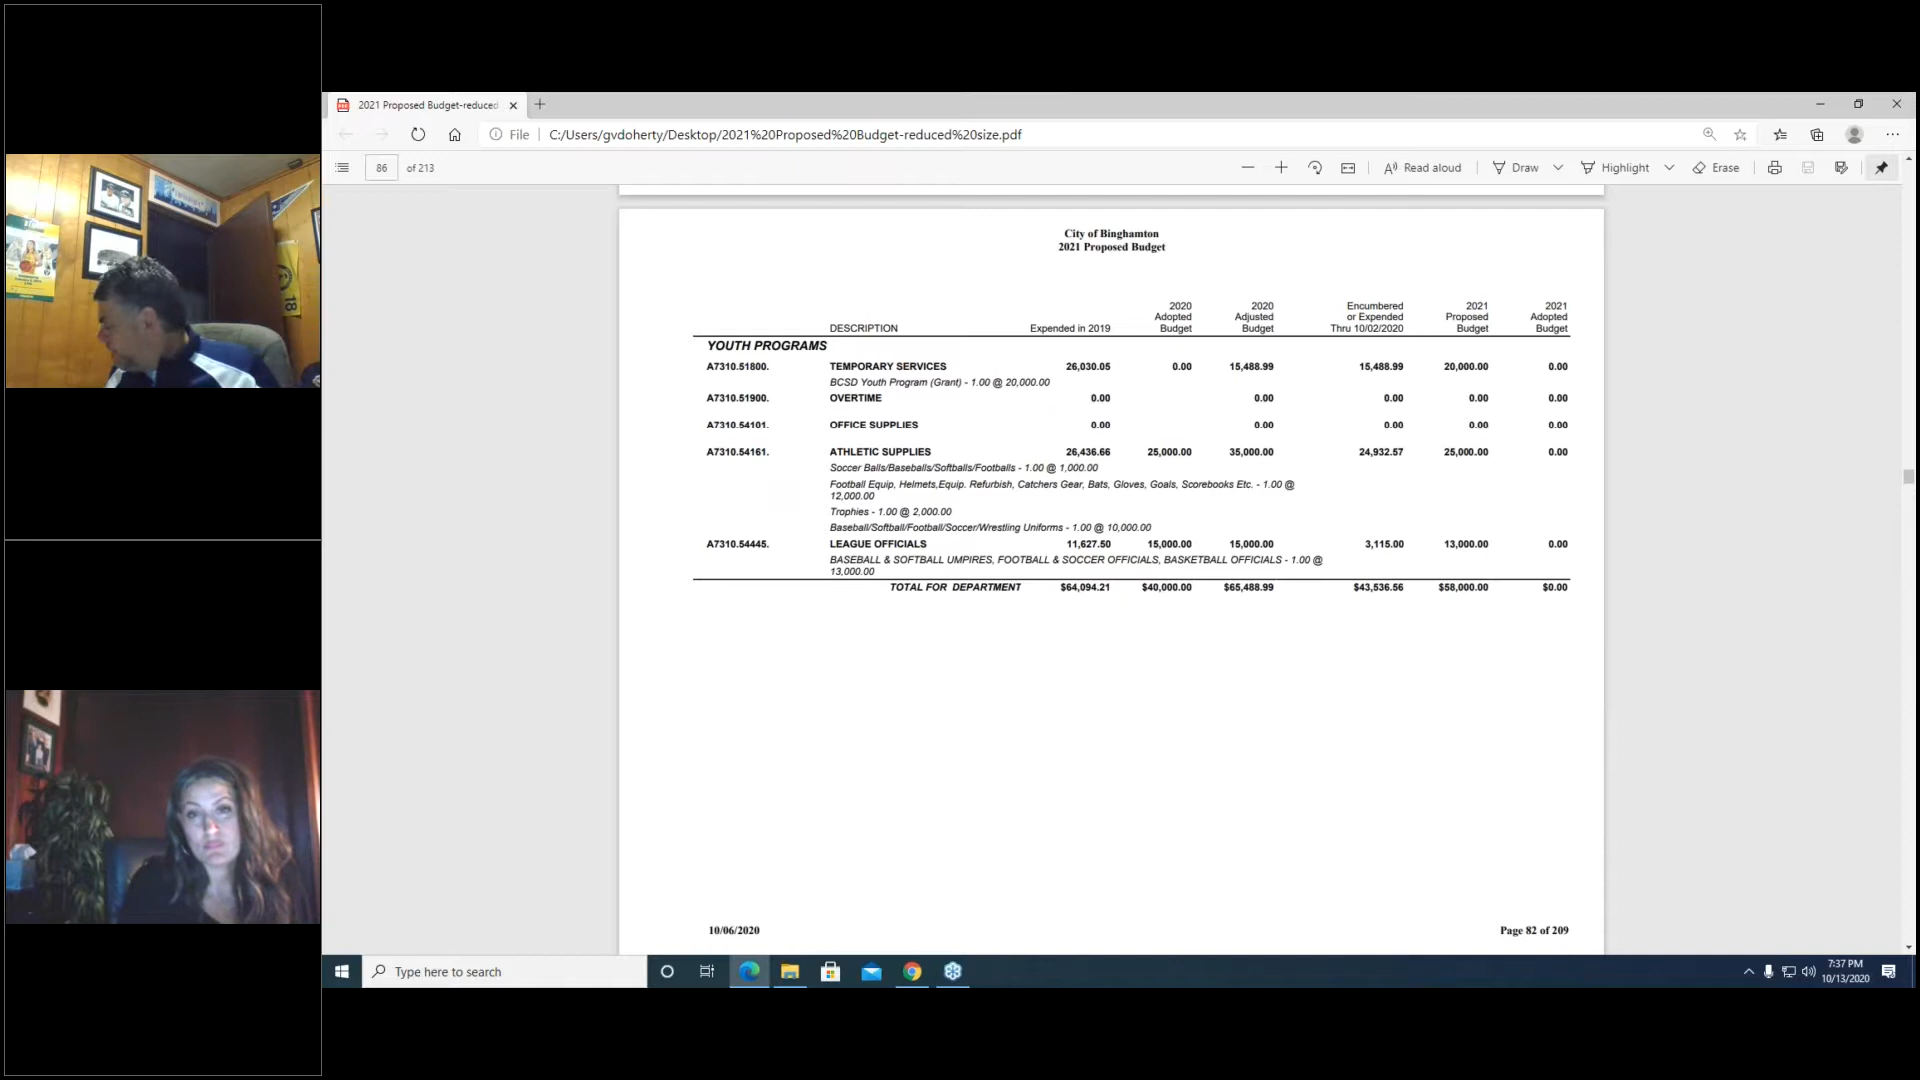 2021 Proposed Budget-reduced
File C:/Users/gvdoherty/Desktop/2021%20Proposed%20Budget-reduced%20size.pdf
86 of 213
Read aloud Draw Highlight Erase
City of Binghamton
2021 Proposed Budget
2020 2020 Encumbered 2021 2021
Adopted Adjusted or Expended Proposed Adopted
DESCRIPTION Expended in 2019 Budget Budget Thru 10/02/2020 Budget Budget
YOUTH PROGRAMS
A7310.51800. TEMPORARY SERVICES 26,030.05 0.00 15,488.99 15,488.99 20,000.00 0.00
BCSD Youth Program (Grant) - 1.00 @ 20,000.00
A7310.51900. OVERTIME 0.00 0.00 0.00 0.00 0.00
A7310.54101. OFFICE SUPPLIES 0.00 0.00 0.00 0.00 0.00
A7310.54161. ATHLETIC SUPPLIES 26,436.66 25,000.00 35,000.00 24,932.57 25,000.00 0.00
Soccer Balls/Baseballs/Softballs/Footballs - 1.00 @ 1,000.00
Football Equip, Helmets,Equip. Refurbish, Catchers Gear, Bats, Gloves, Goals, Scorebooks Etc. - 1.00 @
12,000.00
Trophies - 1.00 @ 2,000.00
Baseball/Softball/Football/Soccer/Wrestling Uniforms - 1.00 @ 10,000.00
A7310.54445. LEAGUE OFFICIALS 11,627.50 15,000.00 15,000.00 3,115.00 13,000.00 0.00
BASEBALL & SOFTBALL UMPIRES, FOOTBALL & SOCCER OFFICIALS, BASKETBALL OFFICIALS - 1.00 @
13,000.00
TOTAL FOR DEPARTMENT $64,094.21 $40,000.00 $65,488.99 $43,536.56 $58,000.00 $0.00
10/06/2020 Page 82 of 209
Type here to search
7:37 PM
10/13/2020
18